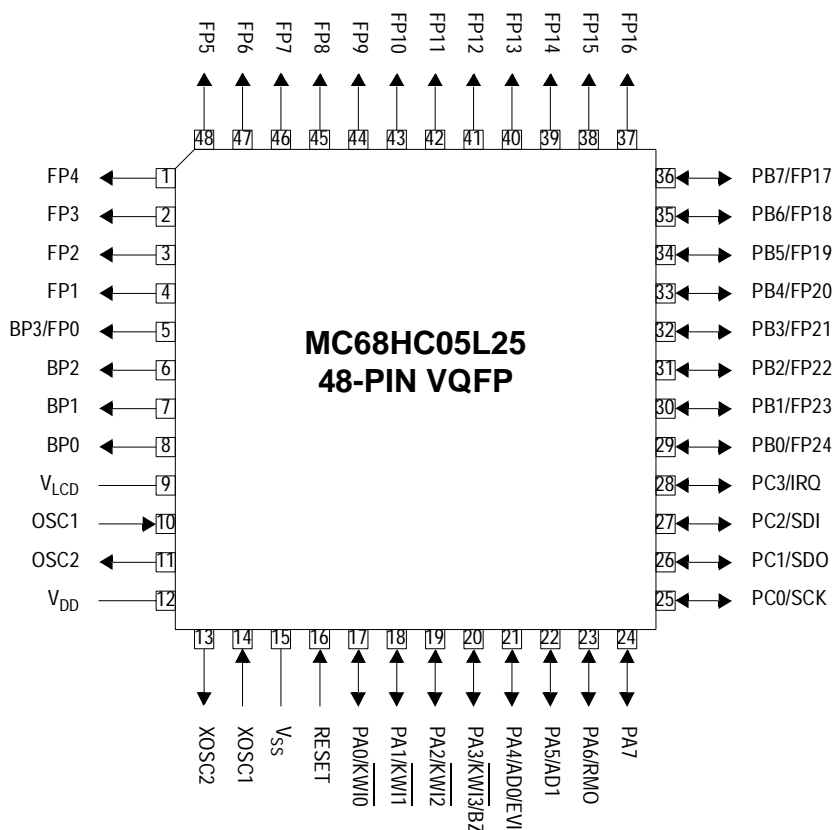 FP5
FP6
FP7
FP8
FP9
FP10
FP11
FP12
FP13
FP14
FP15
FP16
48
47
46
45
44
43
42
41
40
39
38
37
FP4 1
FP3 2
FP2 3
FP1 4
BP3/FP0 5
BP2 6
BP1 7
BP0 8
VLCD 9
OSC1 10
OSC2 11
VDD 12
MC68HC05L25
48-PIN VQFP
36 PB7/FP17
35 PB6/FP18
34 PB5/FP19
33 PB4/FP20
32 PB3/FP21
31 PB2/FP22
30 PB1/FP23
29 PB0/FP24
28 PC3/IRQ
27 PC2/SDI
26 PC1/SDO
25 PC0/SCK
13
14
15
16
17
18
19
20
21
22
23
24
XOSC2
XOSC1
VSS
RESET
PA0/KWI0
PA1/KWI1
PA2/KWI2
PA3/KWI3/BZ
PA4/AD0/EVI
PA5/AD1
PA6/RMO
PA7